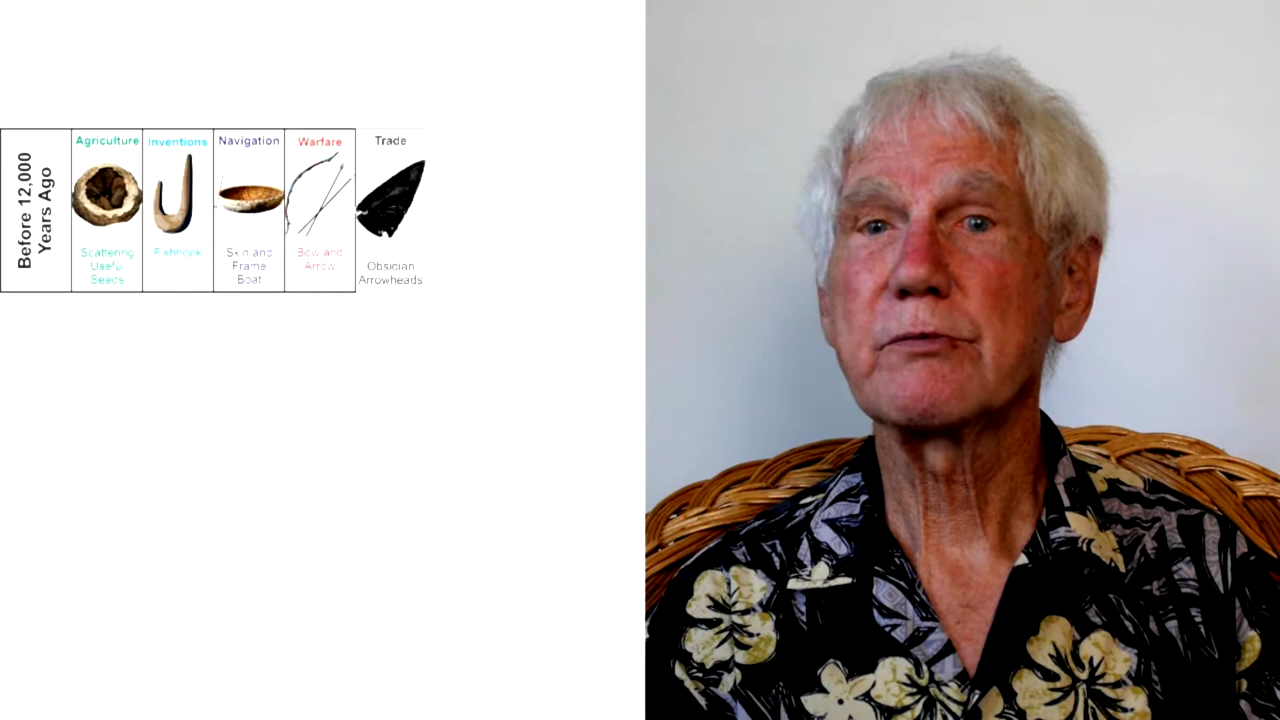 Before 12,000
Years Ago
Agriculture
Scattering
Useful
Seeds
Inventions
Fishhook
Navigation
Skin and
Frame
Boat
Warfare
Bow and
Arrow
Trade
Obsician
Arrowheads